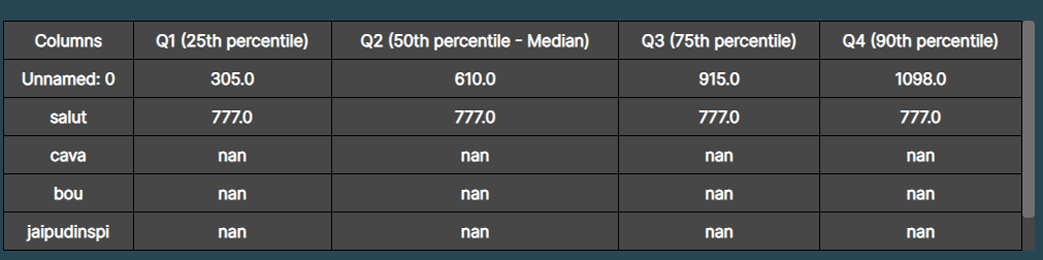 Columns Q1 (25th percentile) Q2 (50th percentile - Median) Q3 (75th percentile) Q4 (90th percentile)
Unnamed: 0 305.0 610.0 915.0 1098.0
salut 777.0 777.0 777.0 777.0
cava nan nan nan nan
bou nan nan nan nan
jaipudinspi nan nan nan nan